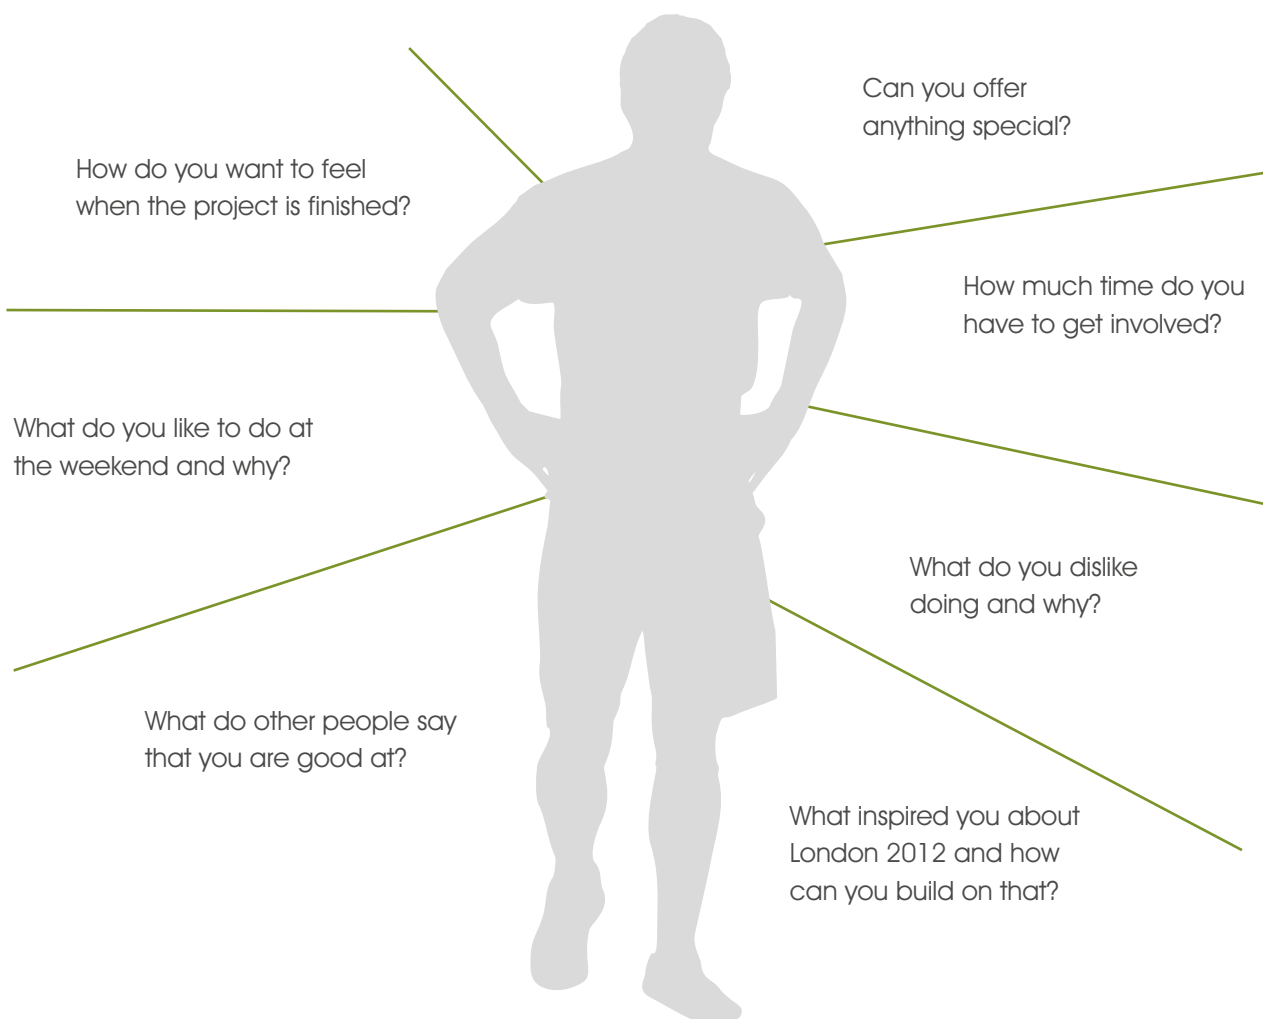 Can you offer
anything special?
How do you want to feel
when the project is finished?
How much time do you
have to get involved?
What do you like to do at
the weekend and why?
What do you dislike
doing and why?
What do other people say
that you are good at?
What inspired you about
London 2012 and how
can you build on that?